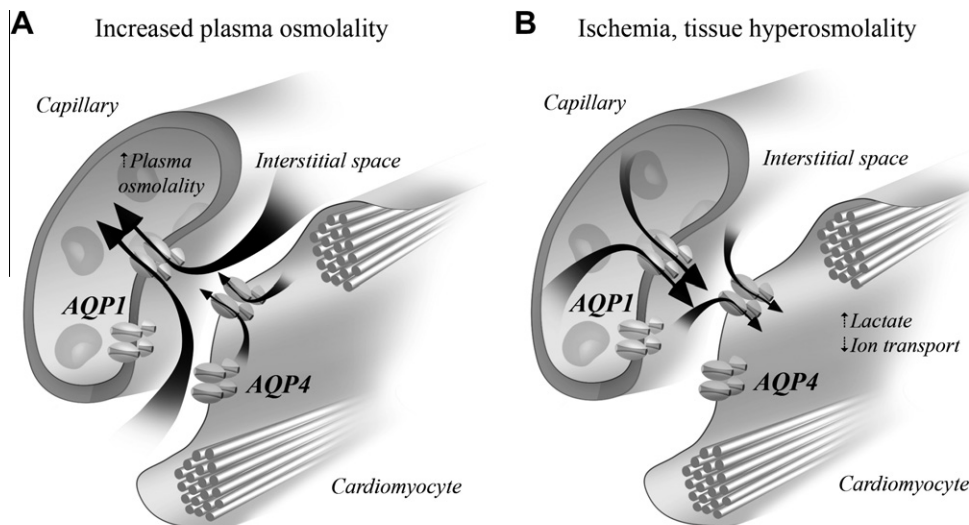 A Increased plasma osmolality
Capillary
↑Plasma
osmolality
Interstitial space
AQP1
AQP4
Cardiomyocyte
B Ischemia, tissue hyperosmolality
Capillary
Interstitial space
AQP1
↑Lactate
↓Ion transport
AQP4
Cardiomyocyte